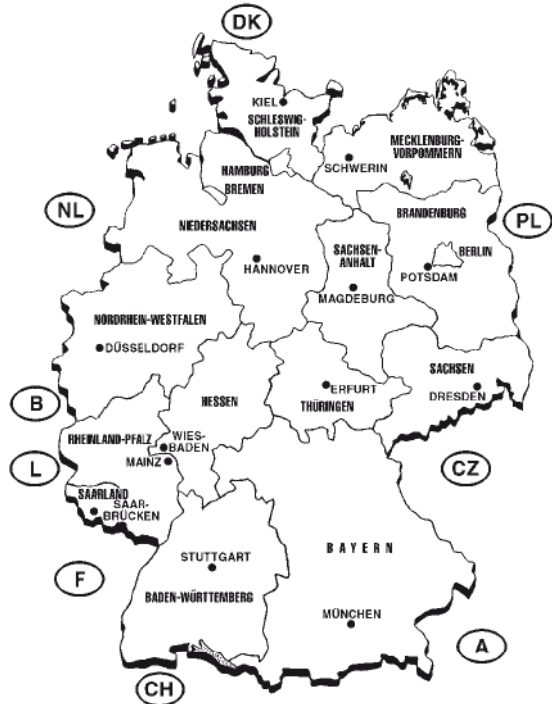 DK
KIEL
SCHLESWIG-
HOLSTEIN
MECKLENBURG-
VORPOMMERN
SCHWERIN
HAMBURG
BREMEN
NL
BRANDENBURG
PL
NIEDERSACHSEN
SACHSEN-
ANHALT
BERLIN
HANNOVER
POTSDAM
MAGDEBURG
NORDRHEIN-WESTFALEN
DÜSSELDORF
SACHSEN
ERFURT
DRESDEN
B
HESSEN
THÜRINGEN
RHEINLAND-PFALZ
WIES-
BADEN
MAINZ
L
CZ
SAARLAND
SAAR-
BRÜCKEN
BAYERN
STUTTGART
F
BADEN-WÜRTTEMBERG
MÜNCHEN
A
CH